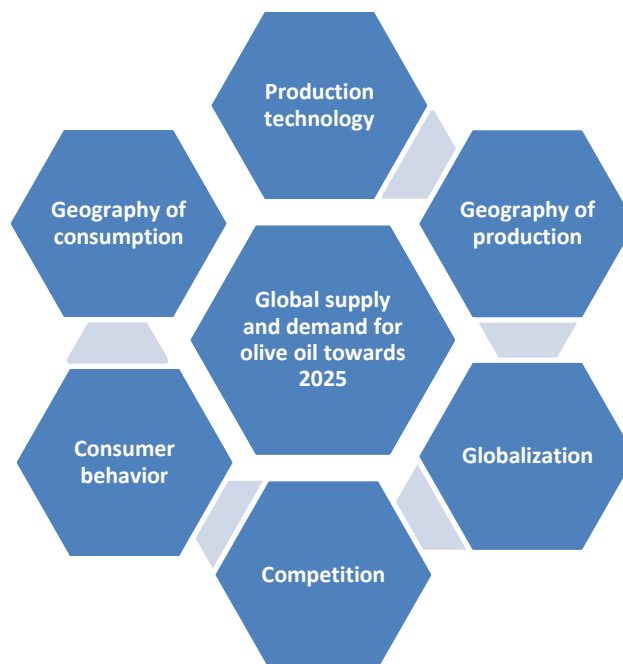 Production
technology
Geography of
consumption
Geography of
production
Global supply
and demand for
olive oil towards
2025
Consumer
behavior
Globalization
Competition